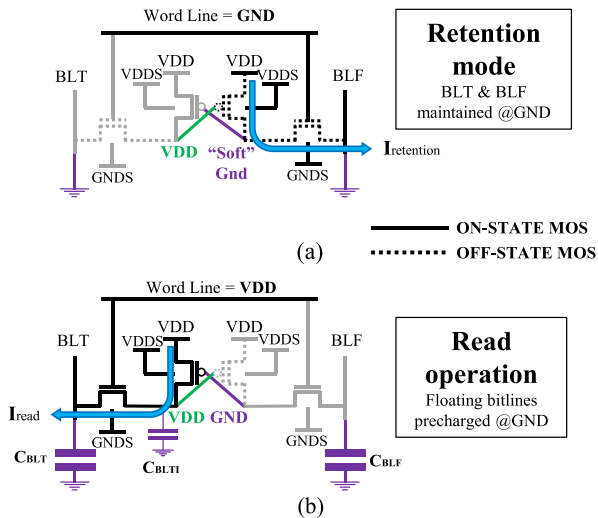 Word Line = GND
BLT
VDD
VDDS
VDD
VDDS
BLF
GNDS
VDD
“Soft”
Gnd
GNDS
Iretention
Retention
mode
BLT & BLF
maintained @GND
ON-STATE MOS
OFF-STATE MOS
(a)
Word Line = VDD
BLT
VDDS
VDD
VDD
VDDS
BLF
Iread
GNDS
VDD
GND
GNDS
CBLT
CBLTI
CBLF
Read
operation
Floating bitlines
precharged @GND
(b)